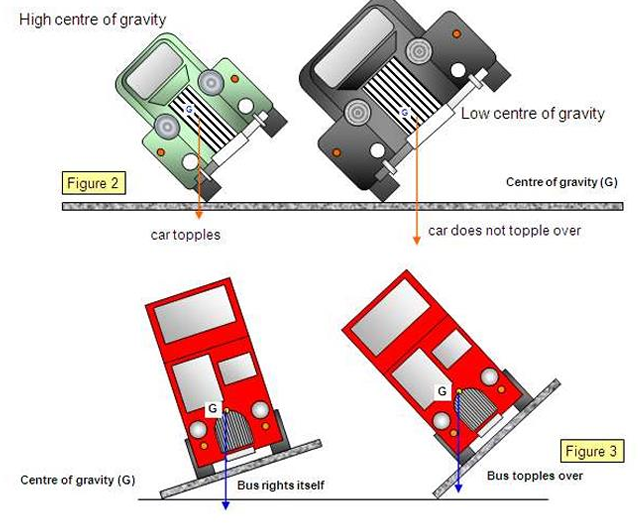 High centre of gravity
G
G
Low centre of gravity
Figure 2
Centre of gravity (G)
car topples
car does not topple over
G
G
Figure 3
Centre of gravity (G)
Bus rights itself
Bus topples over